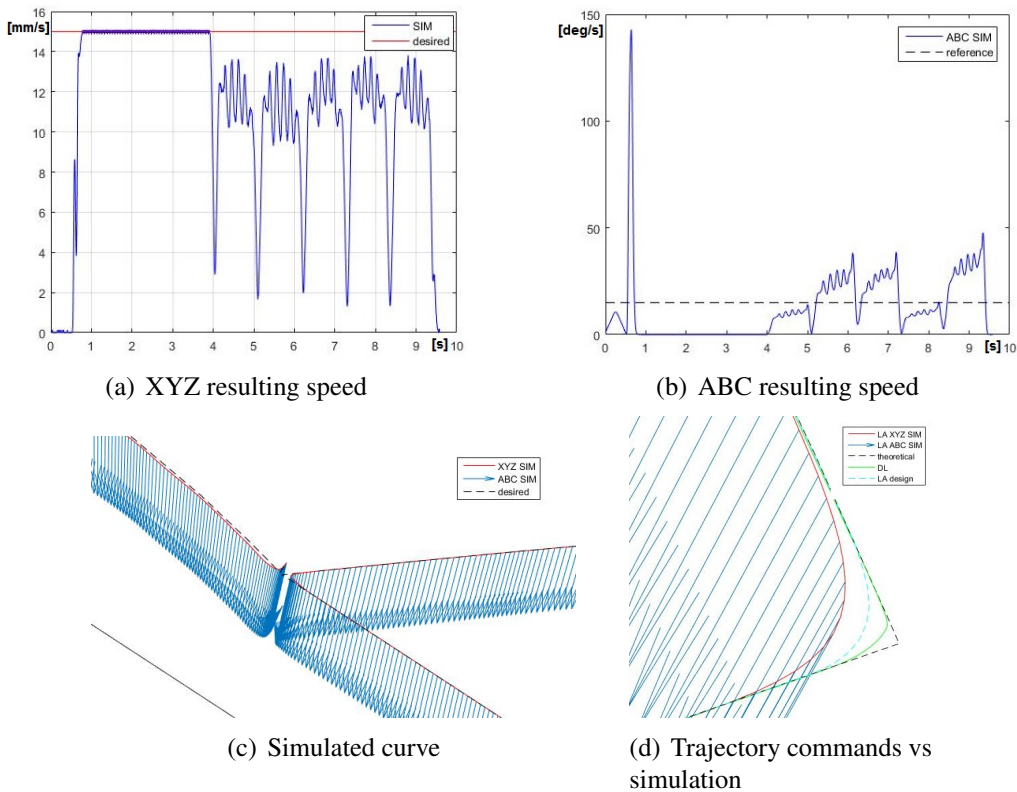 [mm/s]
16
14
12
10
8
6
4
2
0
0 1 2 3 4 5 6 7 8 9 10
[s]
SIM
desired
(a) XYZ resulting speed
[deg/s]
150
100
50
0
0 1 2 3 4 5 6 7 8 9 10
[s]
ABC SIM
reference
(b) ABC resulting speed
XYZ SIM
ABC SIM
desired
(c) Simulated curve
LA XYZ SIM
LA ABC SIM
theoretical
DL
LA design
(d) Trajectory commands vs
simulation